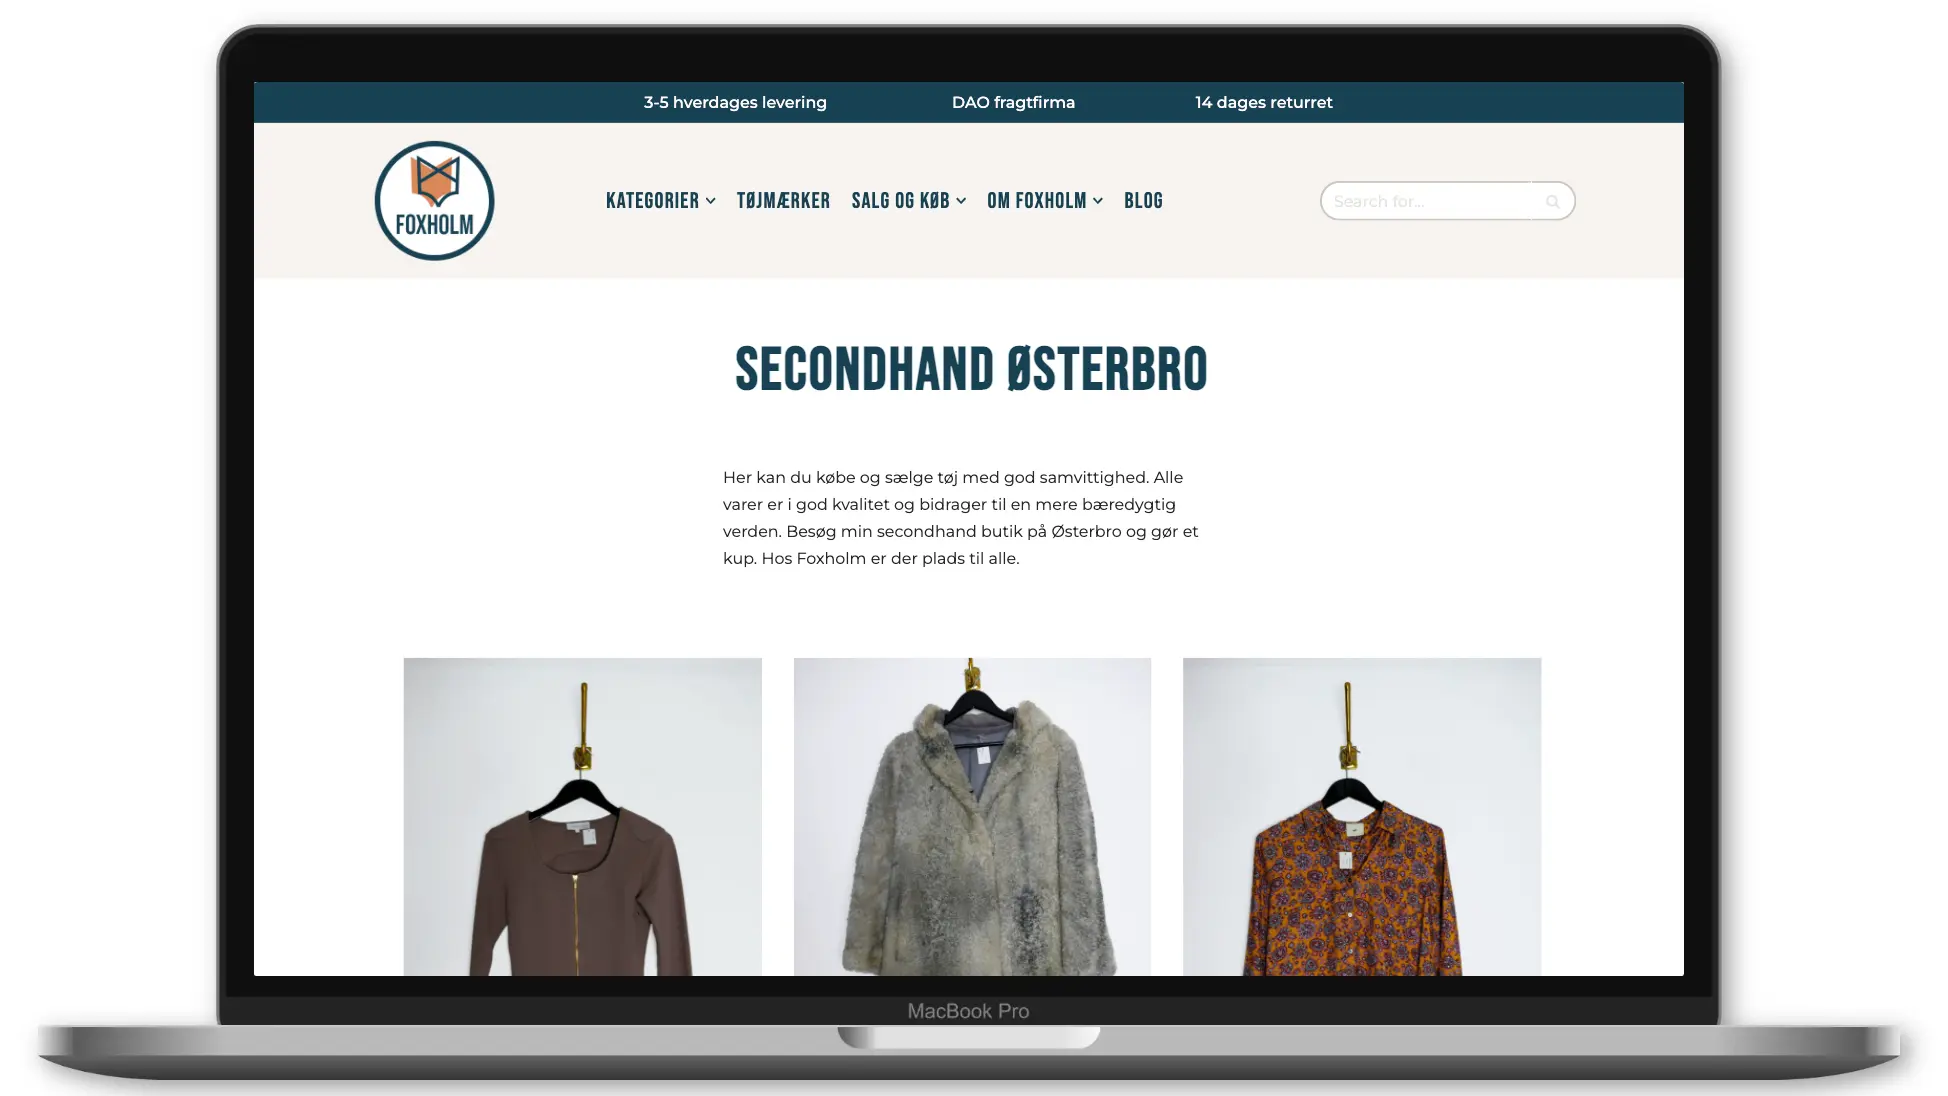 3-5 hverdages levering
DAO fragtfirma
14 dages returret
FOXHOLM
KATEGORIER
TØJMÆRKER
SALG OG KØB
OM FOXHOLM
BLOG
Search for...
SECONDHAND ØSTERBRO
Her kan du købe og sælge tøj med god samvittighed. Alle
varer er i god kvalitet og bidrager til en mere bæredygtig
verden. Besøg min secondhand butik på Østerbro og gør et
kup. Hos Foxholm er der plads til alle.
MacBook Pro